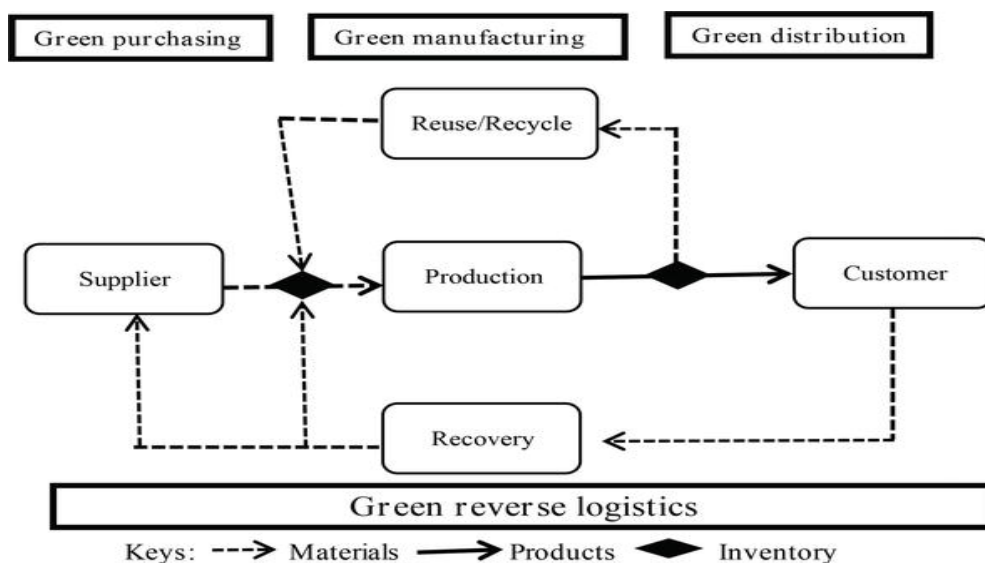 Green purchasing
Green manufacturing
Green distribution
Reuse/Recycle
Supplier
Production
Customer
Recovery
Green reverse logistics
Keys: Materials Products Inventory